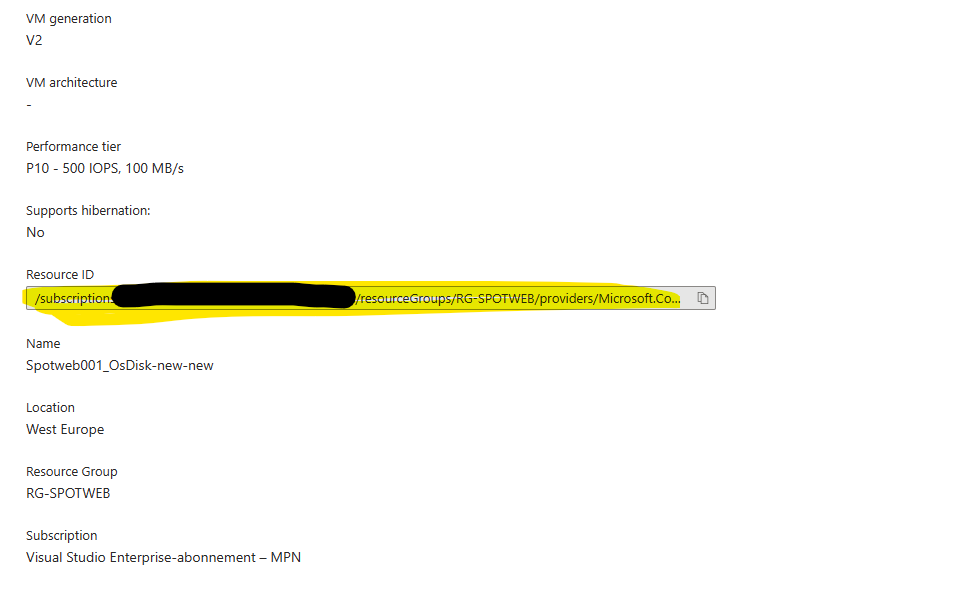 VM generation
V2
VM architecture
-
Performance tier
P10 - 500 IOPS, 100 MB/s
Supports hibernation:
No
Resource ID
/subscriptions /resourceGroups/RG-SPOTWEB/providers/Microsoft.Co...
Name
Spotweb001_OsDisk-new-new
Location
West Europe
Resource Group
RG-SPOTWEB
Subscription
Visual Studio Enterprise-abonnement – MPN